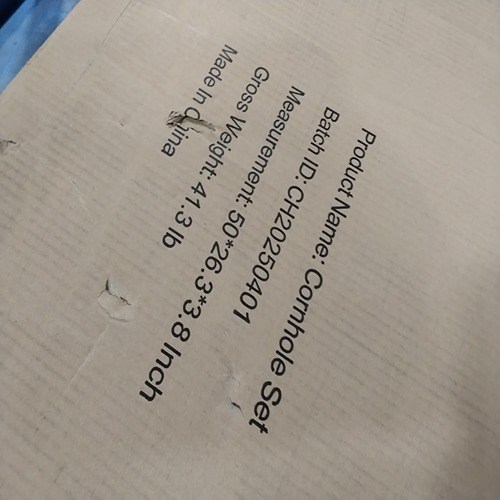 Product Name: Cornhole Set
Batch ID: CH20250401
Measurement: 50*26.3*3.8 Inch
Gross Weight: 41.3 lb
Made In China